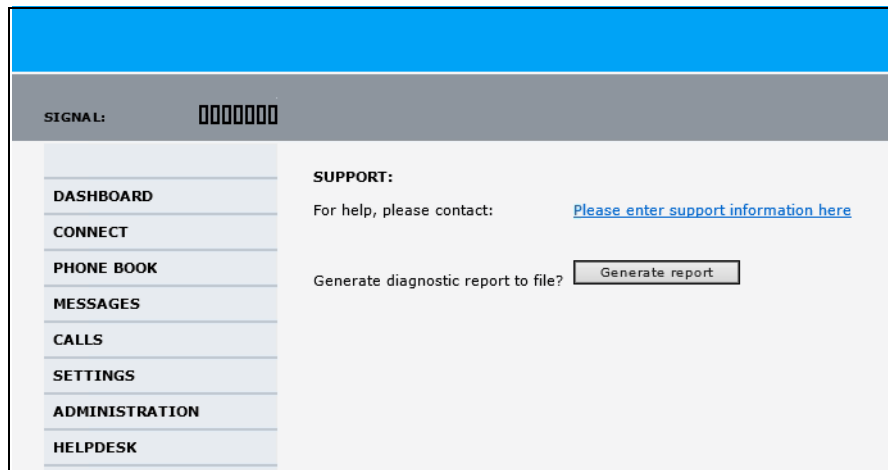 SIGNAL:
DASHBOARD
CONNECT
PHONE BOOK
MESSAGES
CALLS
SETTINGS
ADMINISTRATION
HELPDESK
SUPPORT:
For help, please contact: Please enter support information here
Generate diagnostic report to file? Generate report